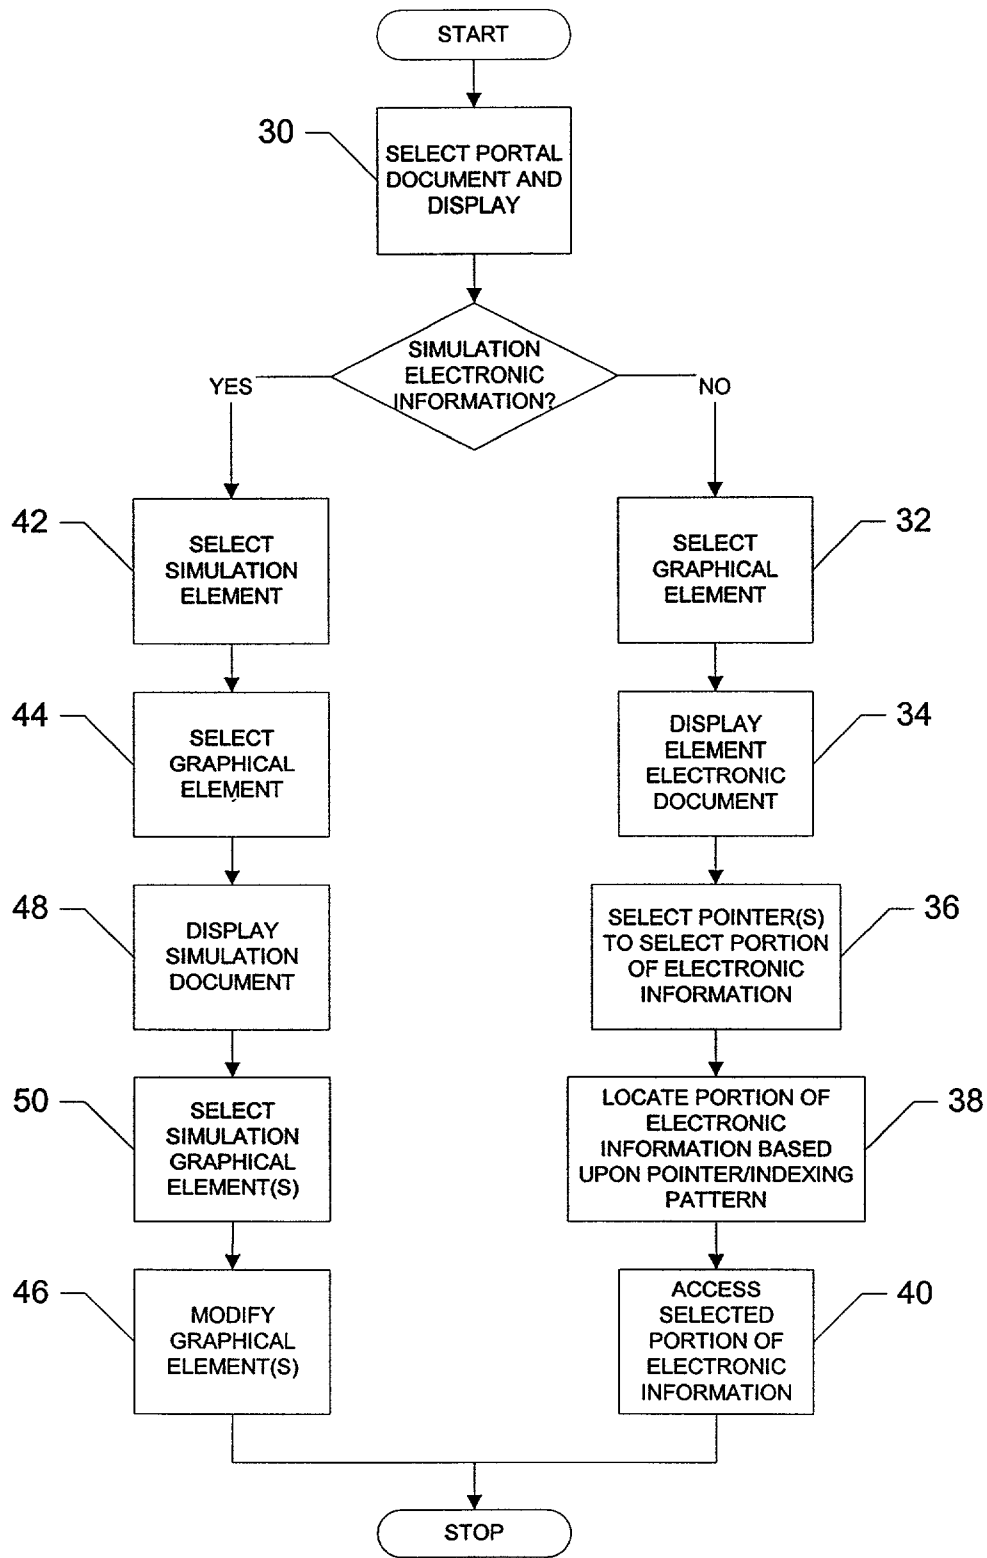 START
30
SELECT PORTAL
DOCUMENT AND
DISPLAY
SIMULATION
ELECTRONIC
INFORMATION?
YES
NO
42
SELECT
SIMULATION
ELEMENT
32
SELECT
GRAPHICAL
ELEMENT
44
SELECT
GRAPHICAL
ELEMENT
34
DISPLAY
ELEMENT
ELECTRONIC
DOCUMENT
48
DISPLAY
SIMULATION
DOCUMENT
36
SELECT POINTER(S)
TO SELECT PORTION
OF ELECTRONIC
INFORMATION
50
SELECT
SIMULATION
GRAPHICAL
ELEMENT(S)
38
LOCATE PORTION OF
ELECTRONIC
INFORMATION BASED
UPON POINTER/INDEXING
PATTERN
46
MODIFY
GRAPHICAL
ELEMENT(S)
40
ACCESS
SELECTED
PORTION OF
ELECTRONIC
INFORMATION
STOP